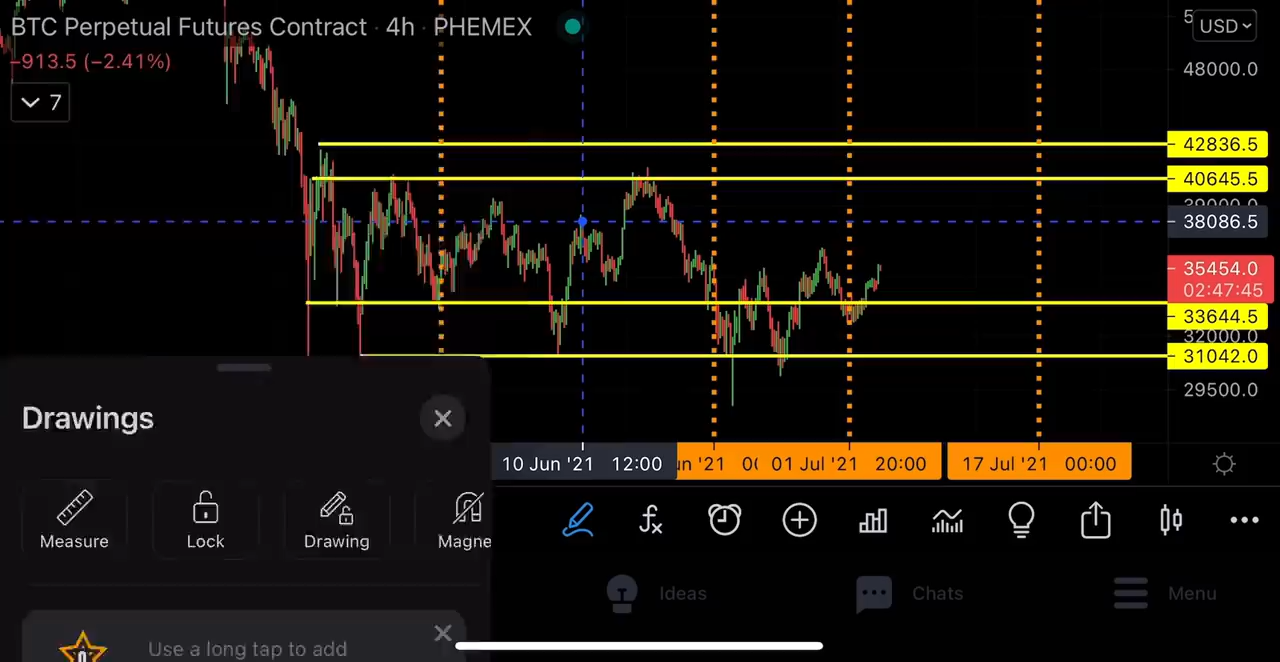 BTC Perpetual Futures Contract · 4h · PHEMEX
USD
−913.5 (−2.41%)
7
48000.0
42836.5
40645.5
38086.5
35454.0
02:47:45
33644.5
32000.0
31042.0
29500.0
Drawings
10 Jun '21 12:00
01 Jul '21 20:00
17 Jul '21 00:00
Measure
Lock
Drawing
Magne
Ideas
Chats
Menu
Use a long tap to add